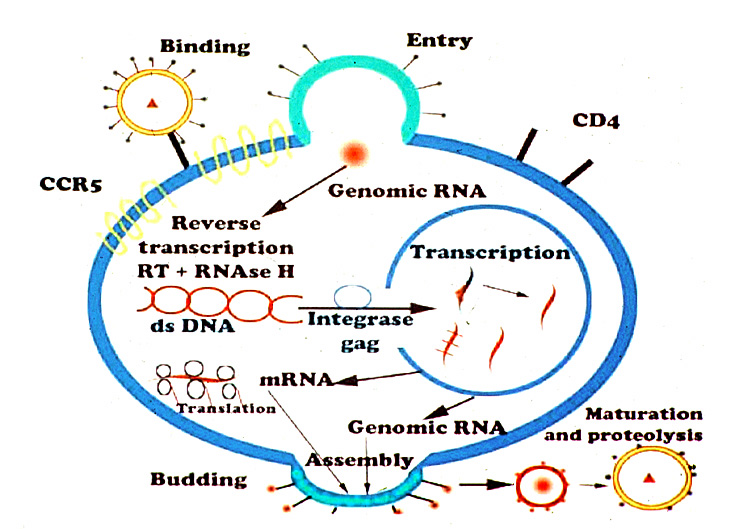 Binding
Entry
CD4
CCR5
Genomic RNA
Reverse
transcription
RT + RNAse H
Transcription
ds DNA
Integrase
gag
mRNA
Translation
Genomic RNA
Maturation
and proteolysis
Assembly
Budding